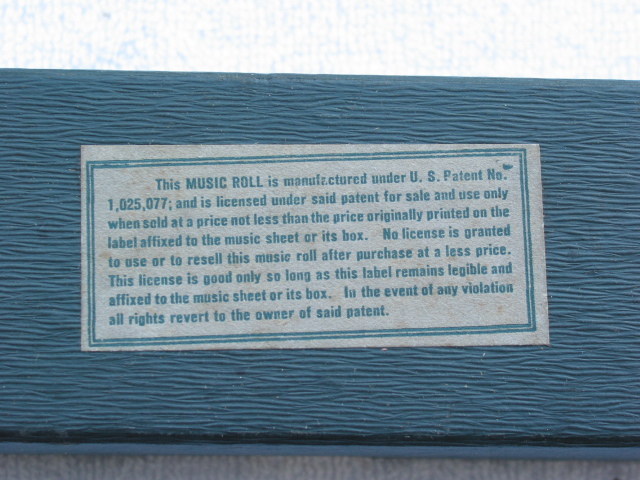 This MUSIC ROLL is manufactured under U. S. Patent No.
1,025,077; and is licensed under said patent for sale and use only
when sold at a price not less than the price originally printed on the
label affixed to the music sheet or its box. No license is granted
to use or to resell this music roll after purchase at a less price.
This license is good only so long as this label remains legible and
affixed to the music sheet or its box. In the event of any violation
all rights revert to the owner of said patent.